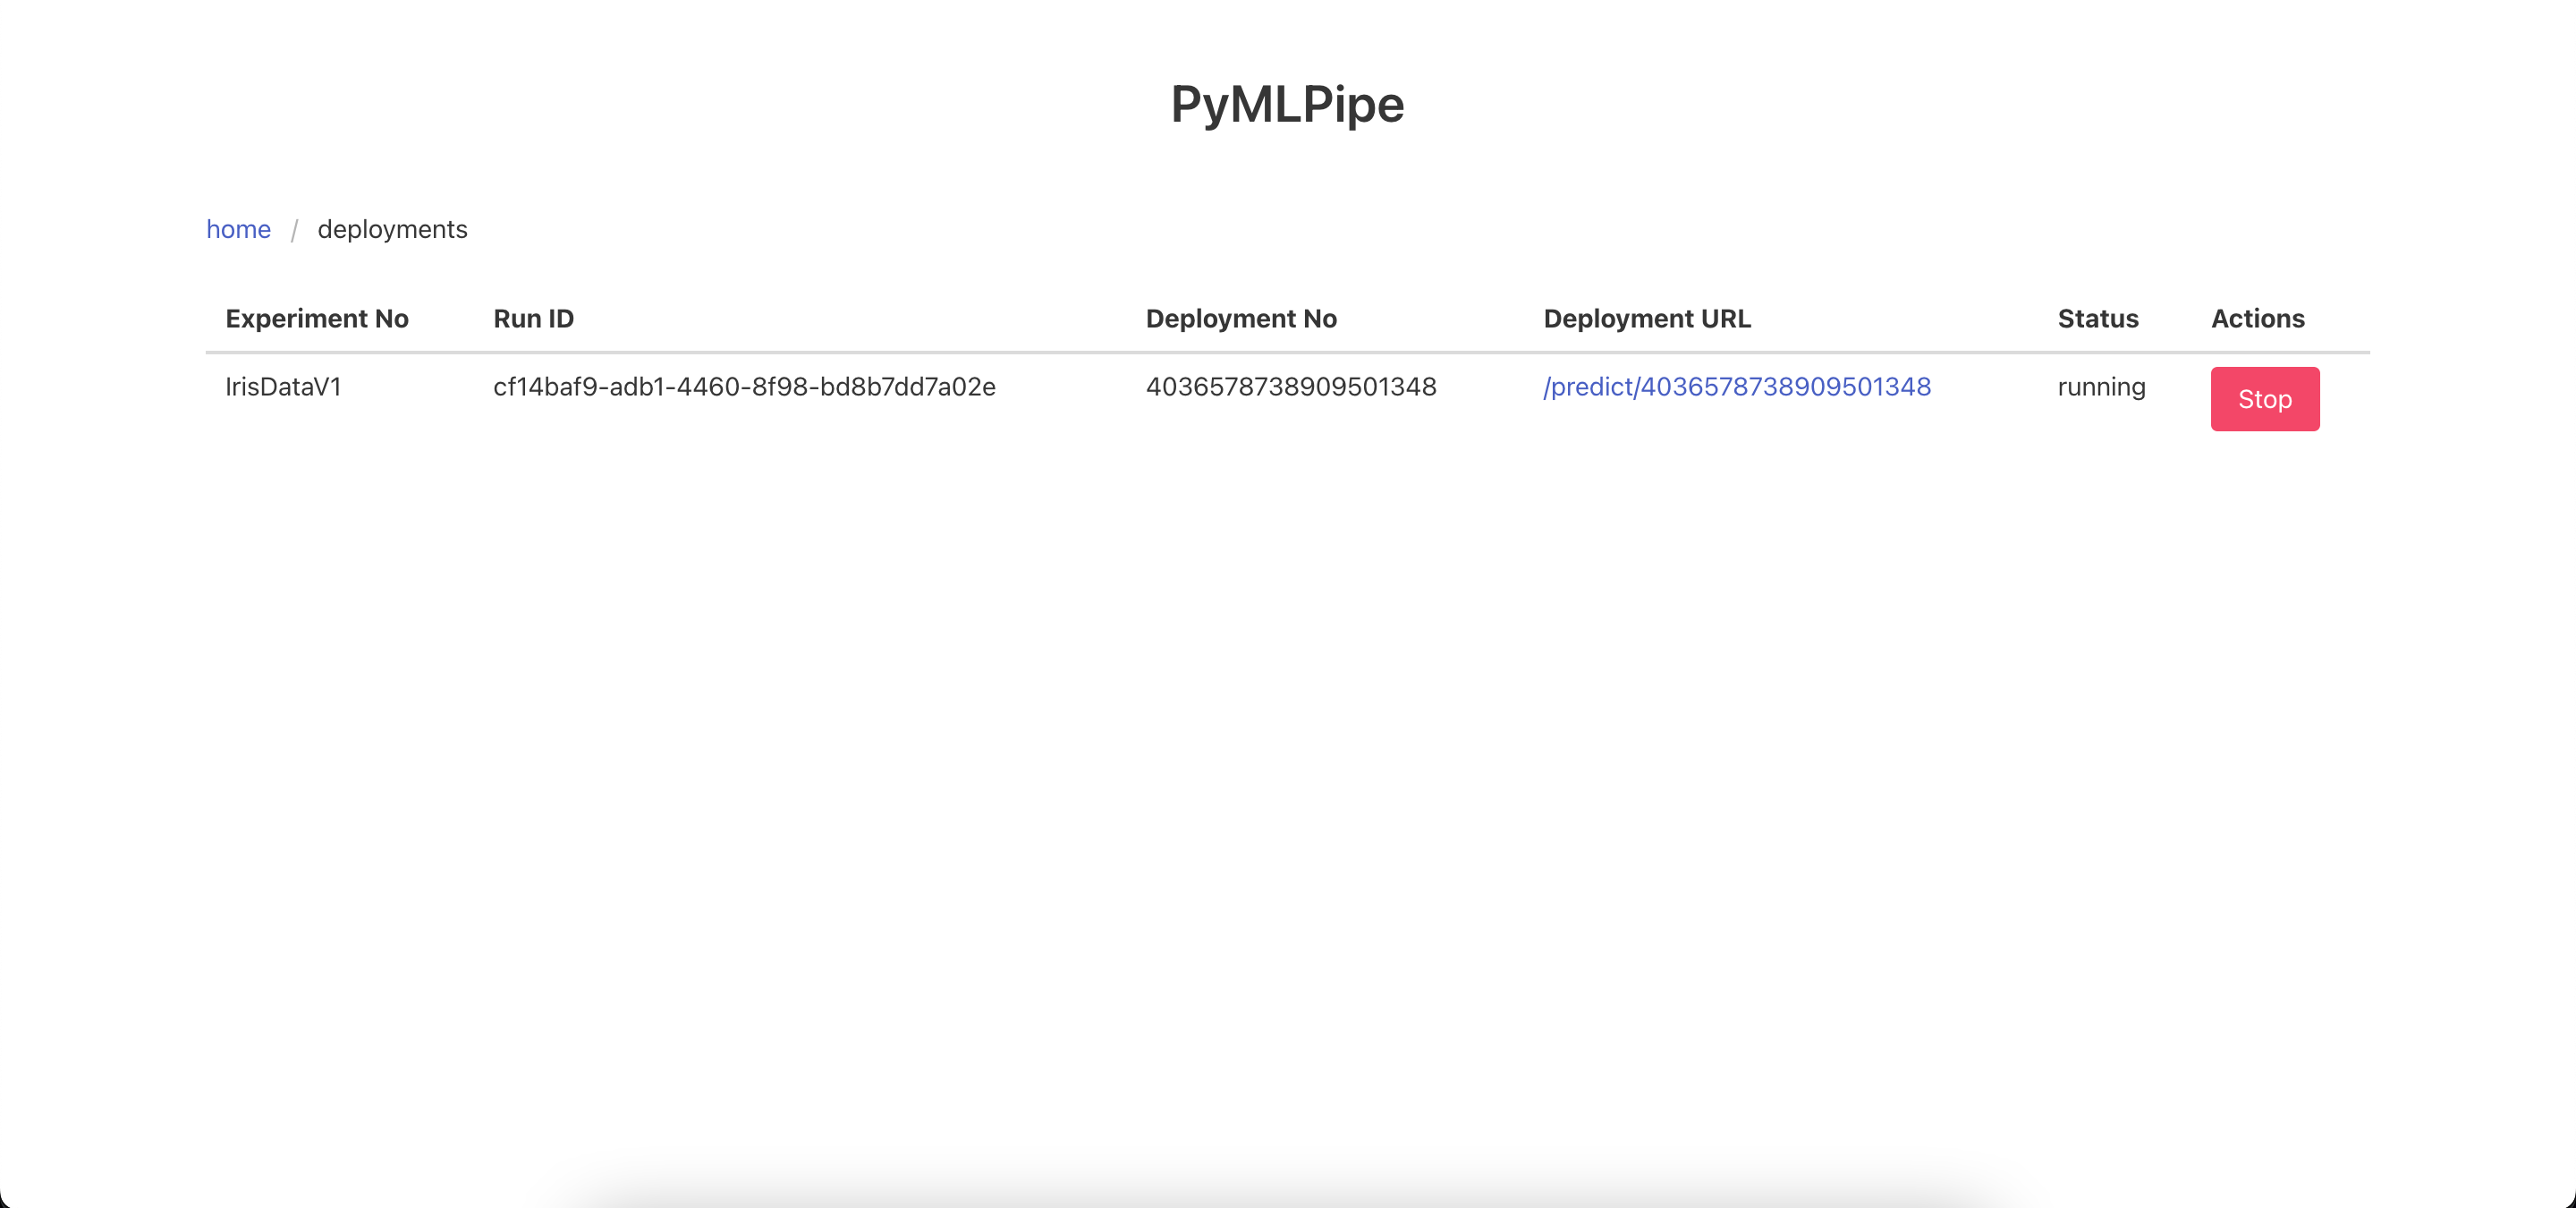 PyMLPipe
home / deployments
Experiment No Run ID Deployment No Deployment URL Status Actions
IrisDataV1 cf14baf9-adb1-4460-8f98-bd8b7dd7a02e 4036578738909501348 /predict/4036578738909501348 running Stop